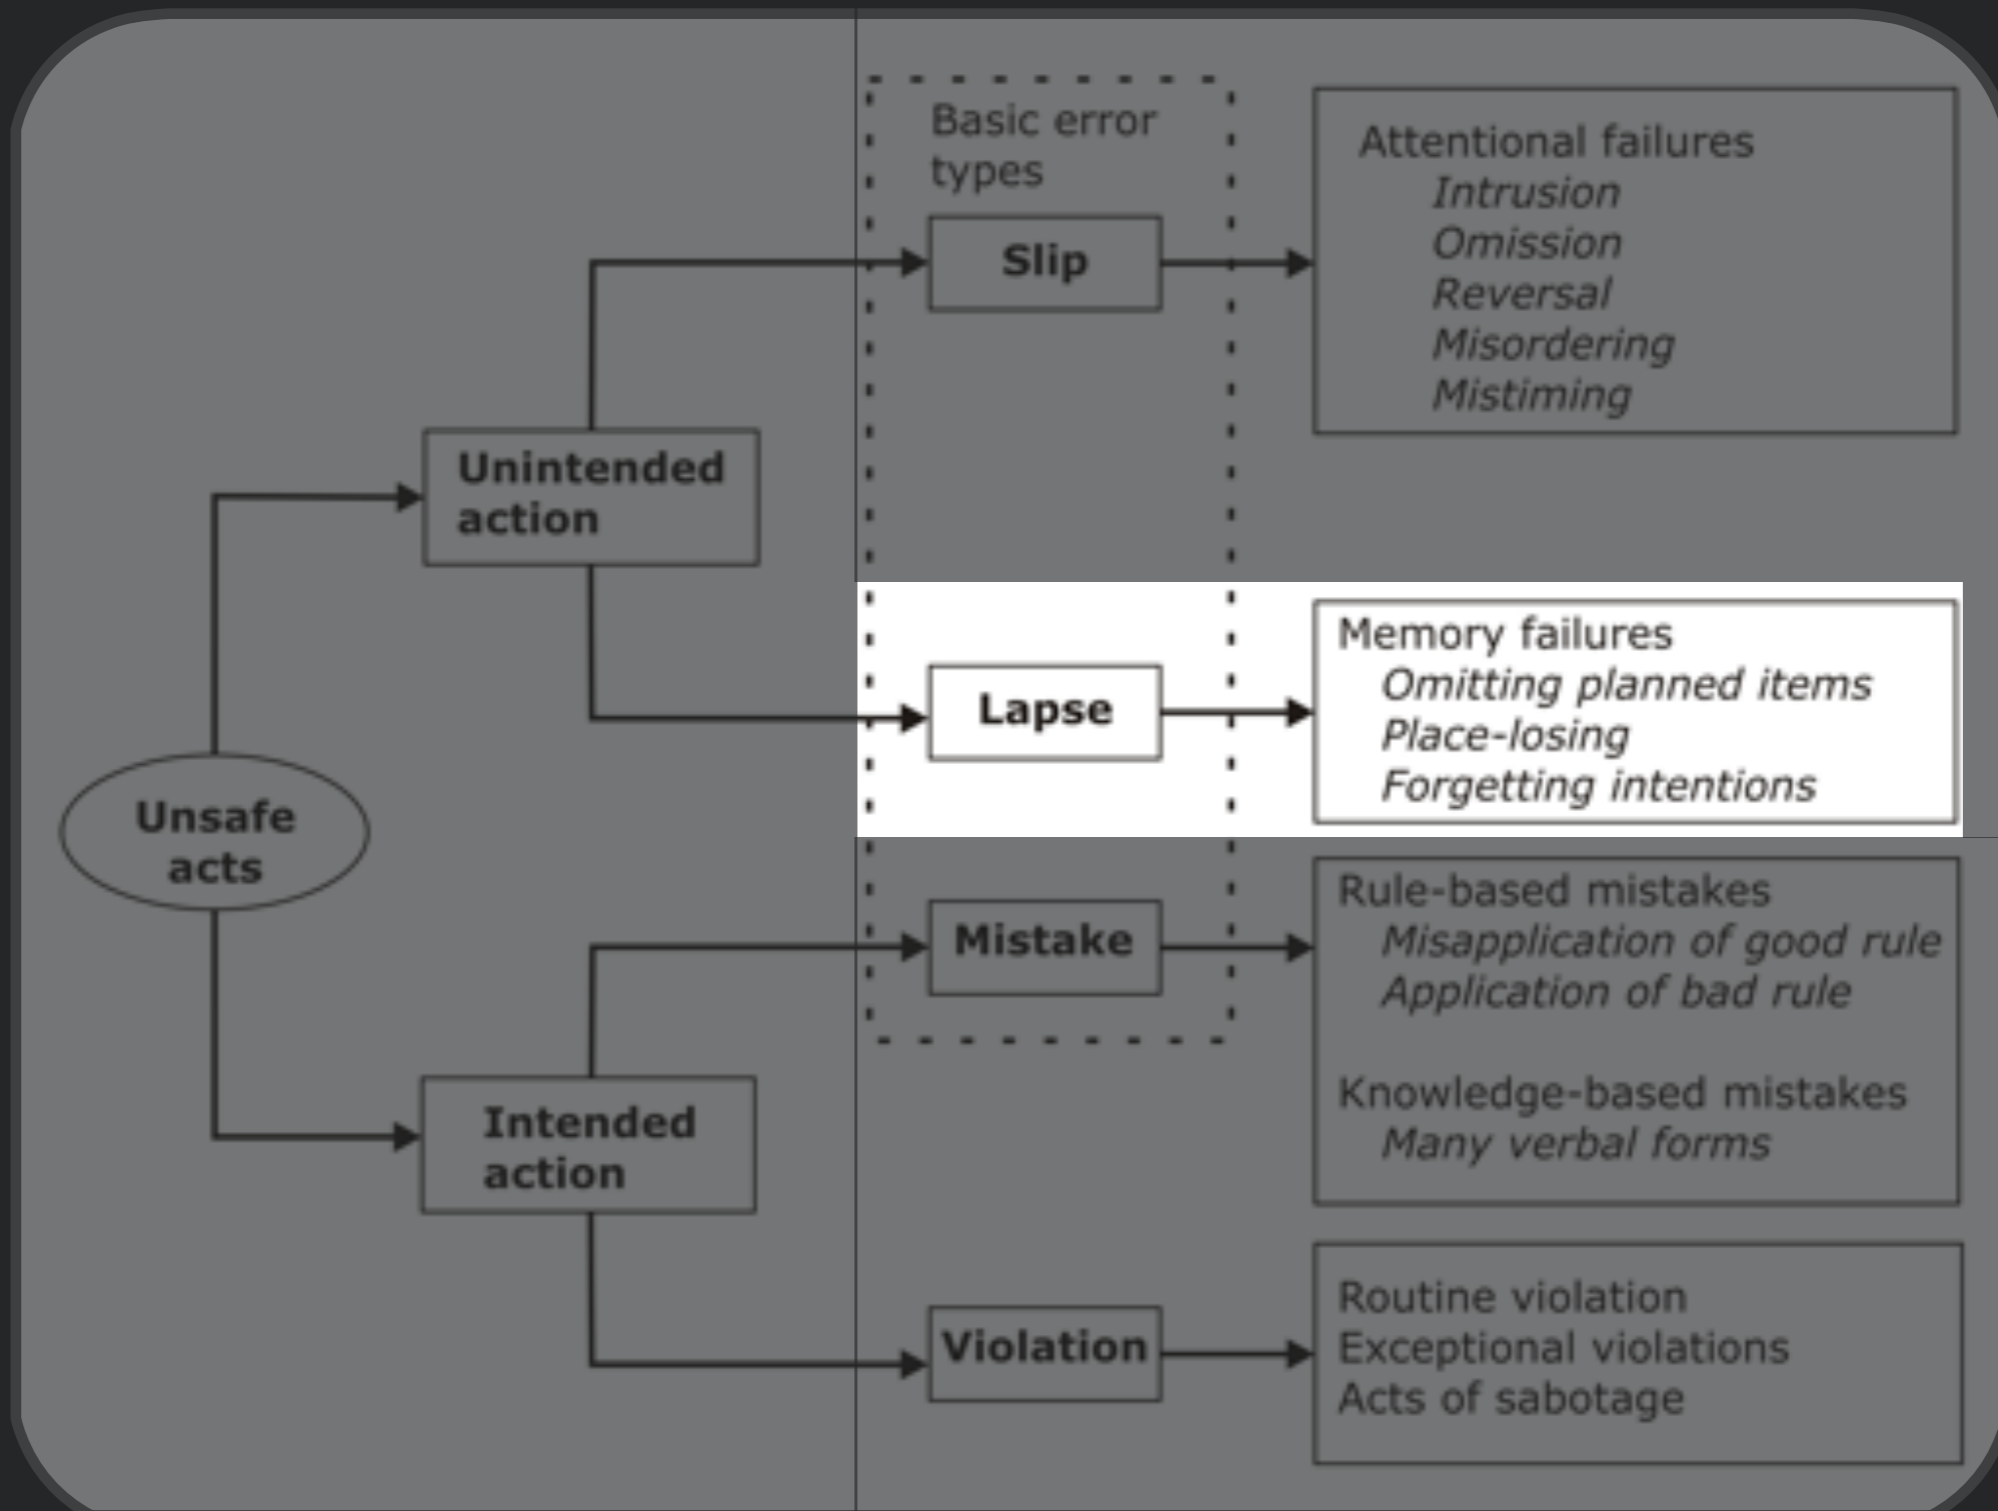 Basic error
types
Slip
Attentional failures
Intrusion
Omission
Reversal
Misordering
Mistiming
Unintended
action
Lapse
Memory failures
Omitting planned items
Place-losing
Forgetting intentions
Unsafe
acts
Mistake
Rule-based mistakes
Misapplication of good rule
Application of bad rule
Knowledge-based mistakes
Many verbal forms
Intended
action
Violation
Routine violation
Exceptional violations
Acts of sabotage